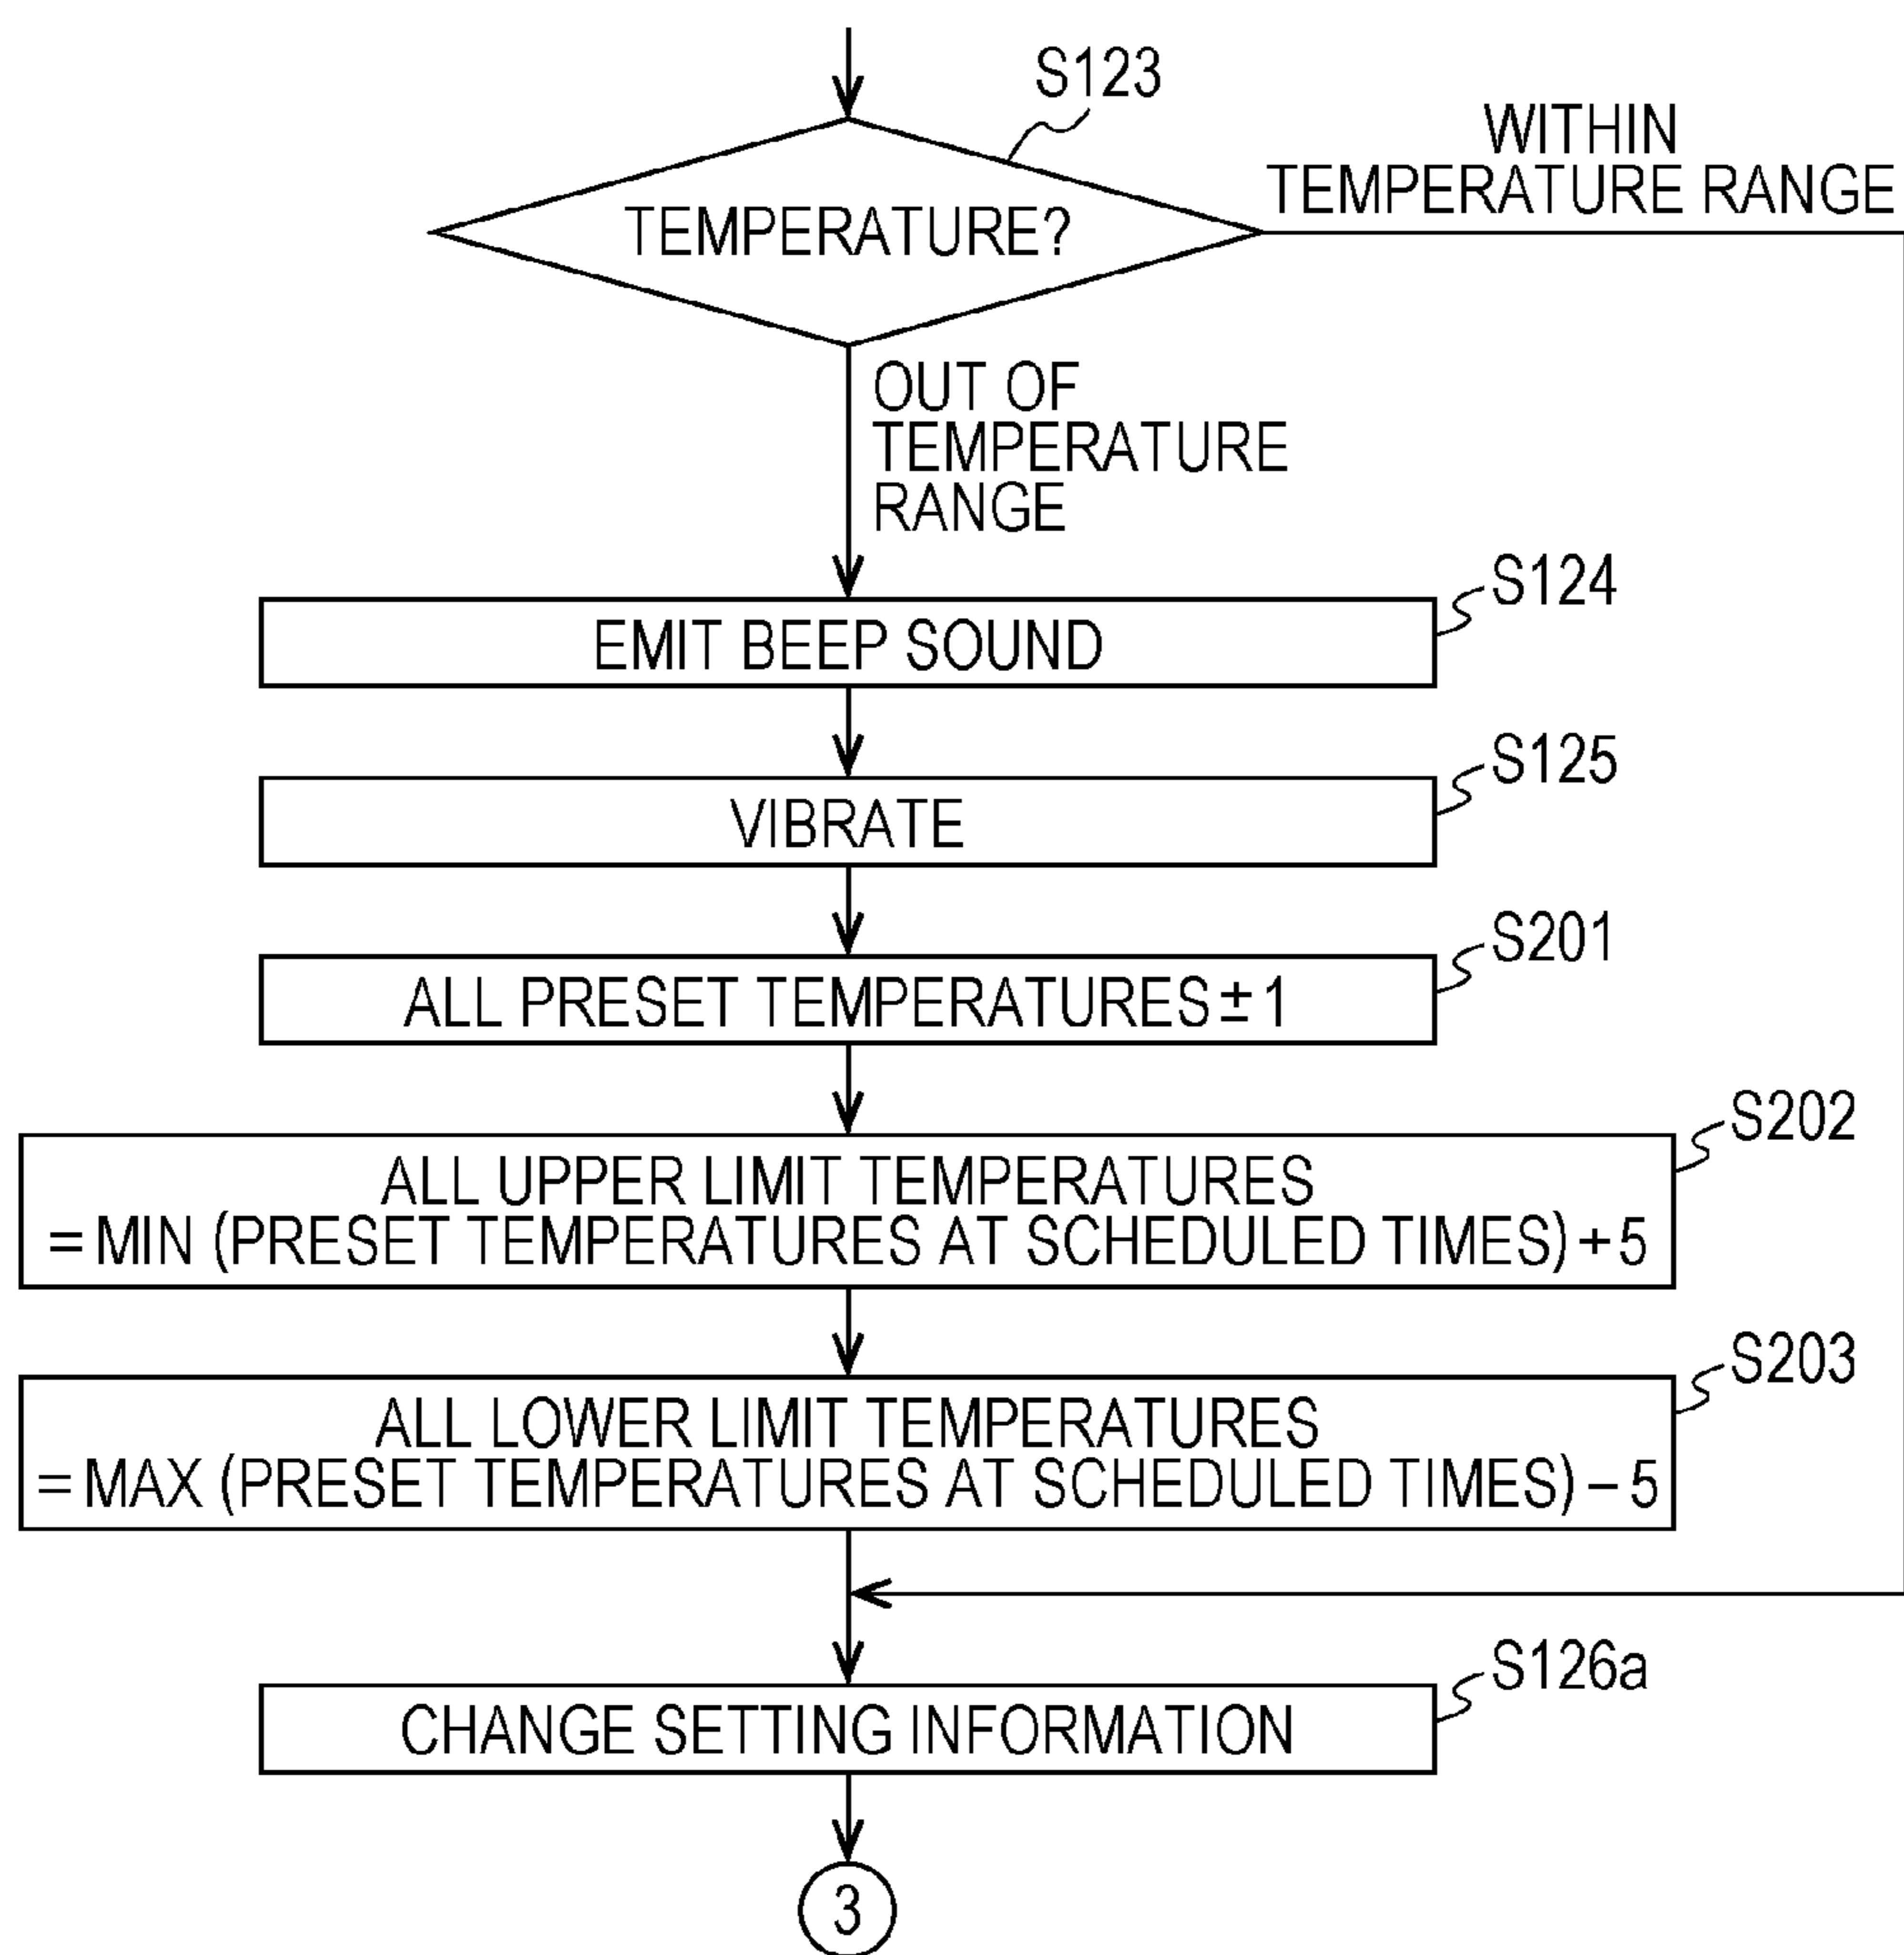 S123
WITHIN
TEMPERATURE RANGE
TEMPERATURE?
OUT OF
TEMPERATURE
RANGE
S124
EMIT BEEP SOUND
S125
VIBRATE
S201
ALL PRESET TEMPERATURES ± 1
S202
ALL UPPER LIMIT TEMPERATURES
= MIN (PRESET TEMPERATURES AT SCHEDULED TIMES) + 5
S203
ALL LOWER LIMIT TEMPERATURES
= MAX (PRESET TEMPERATURES AT SCHEDULED TIMES) – 5
S126a
CHANGE SETTING INFORMATION
3